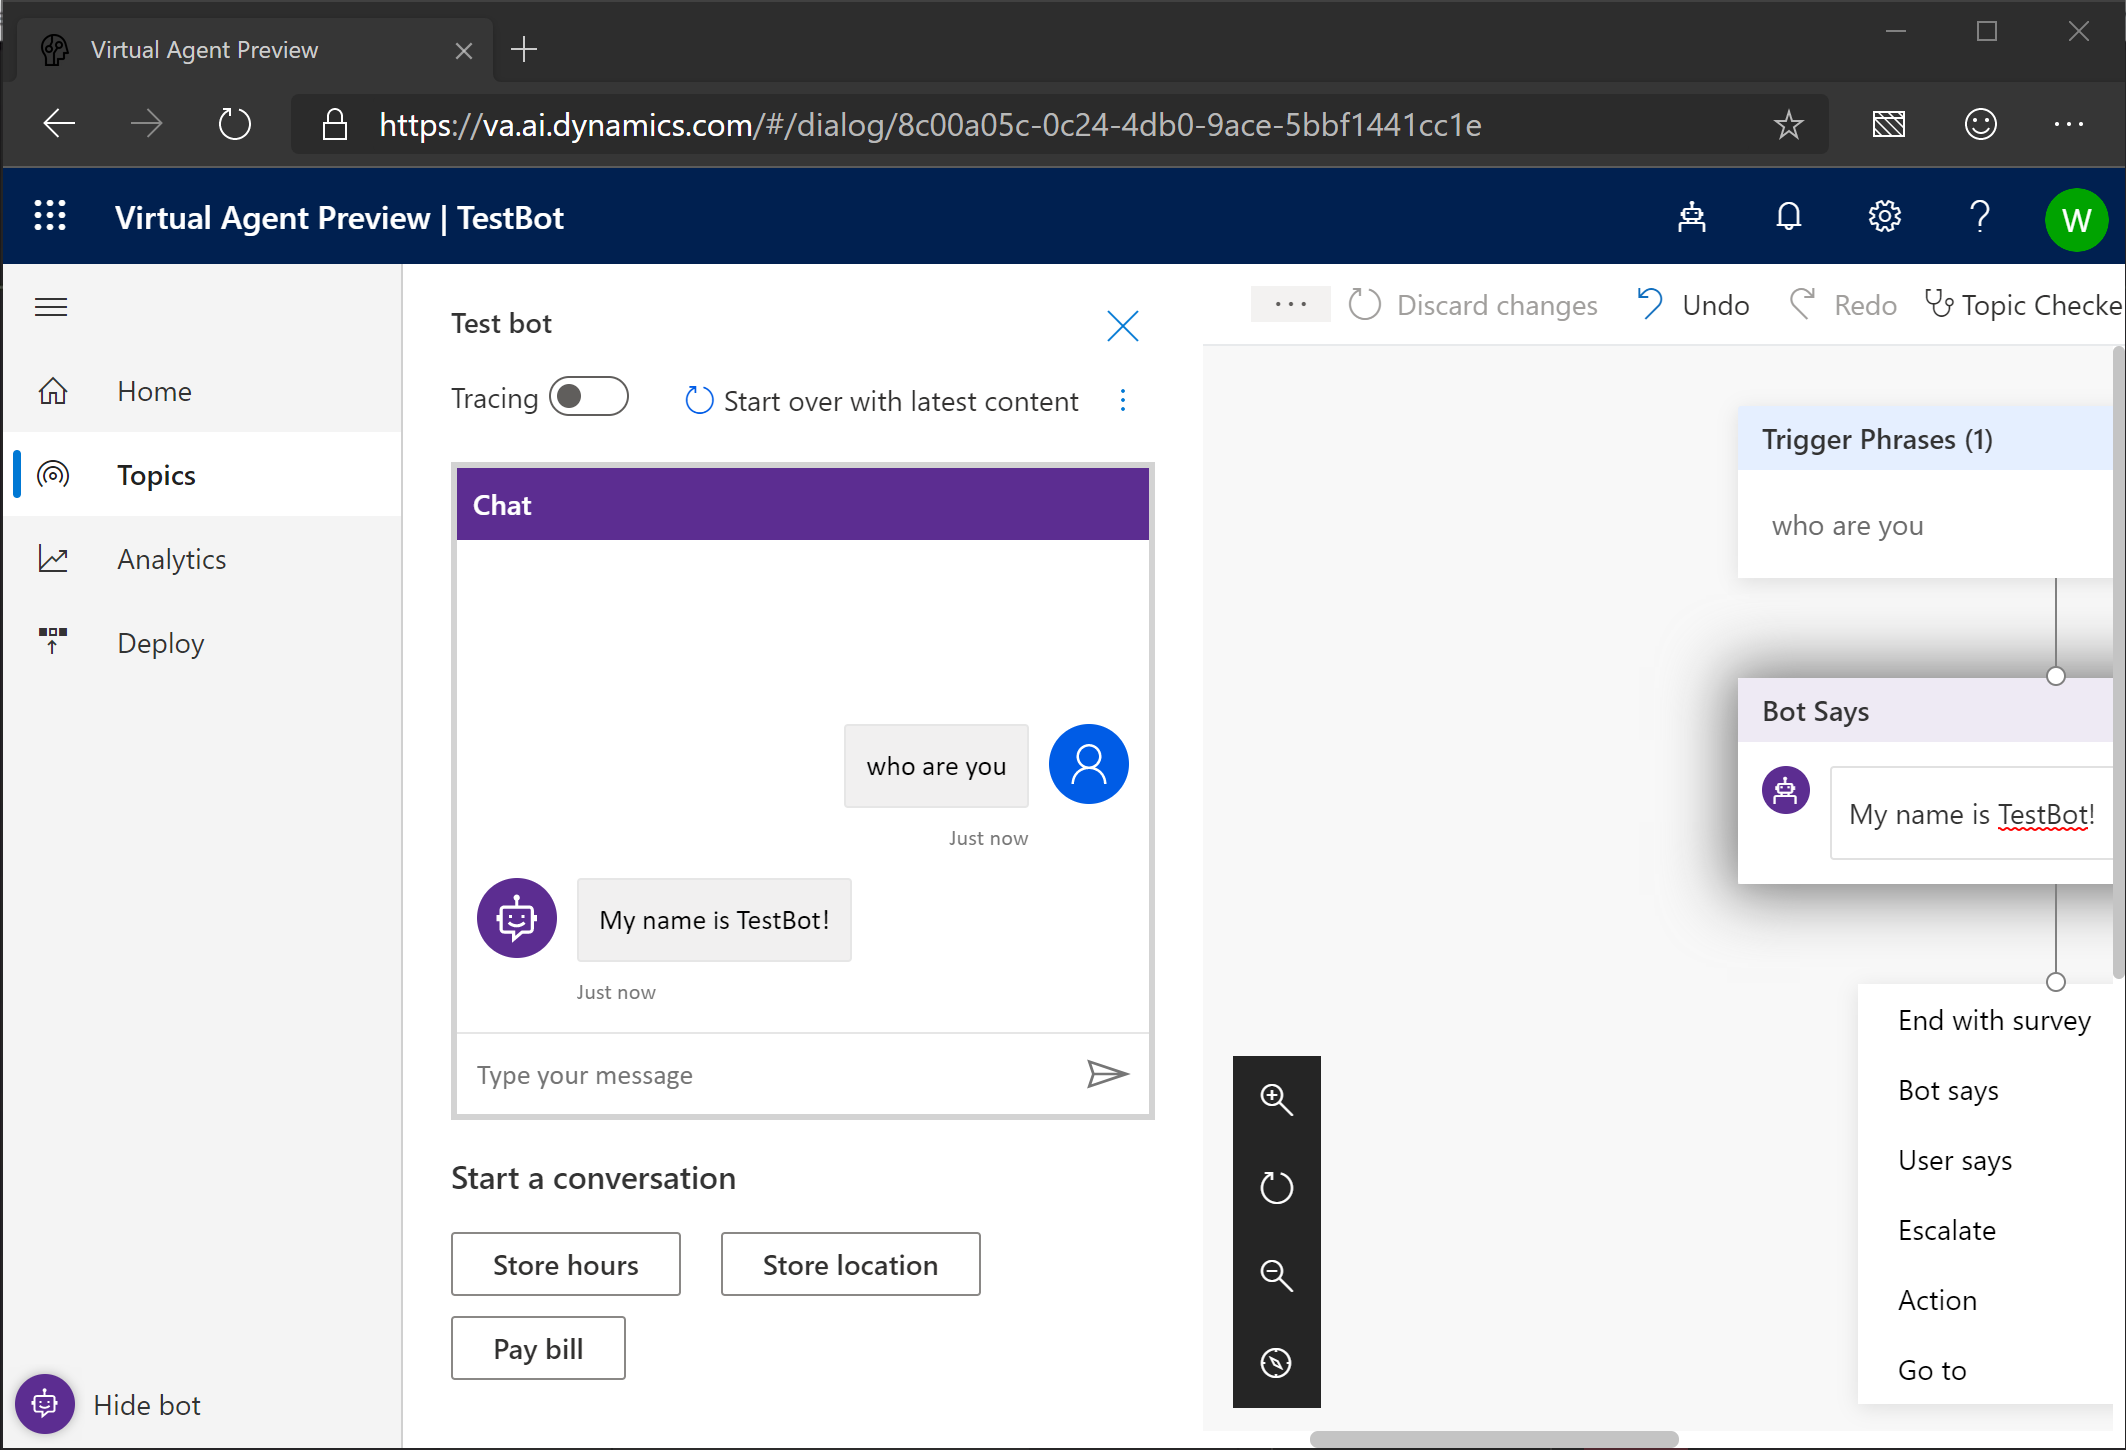 Virtual Agent Preview
https://va.ai.dynamics.com/#/dialog/8c00a05c-0c24-4db0-9ace-5bbf1441cc1e
Virtual Agent Preview | TestBot
W
Home
Topics
Analytics
Deploy
Hide bot
Test bot
Tracing
Start over with latest content
Chat
who are you
Just now
My name is TestBot!
Just now
Type your message
Start a conversation
Store hours
Store location
Pay bill
Discard changes
Undo
Redo
Topic Checke
Trigger Phrases (1)
who are you
Bot Says
My name is TestBot!
End with survey
Bot says
User says
Escalate
Action
Go to